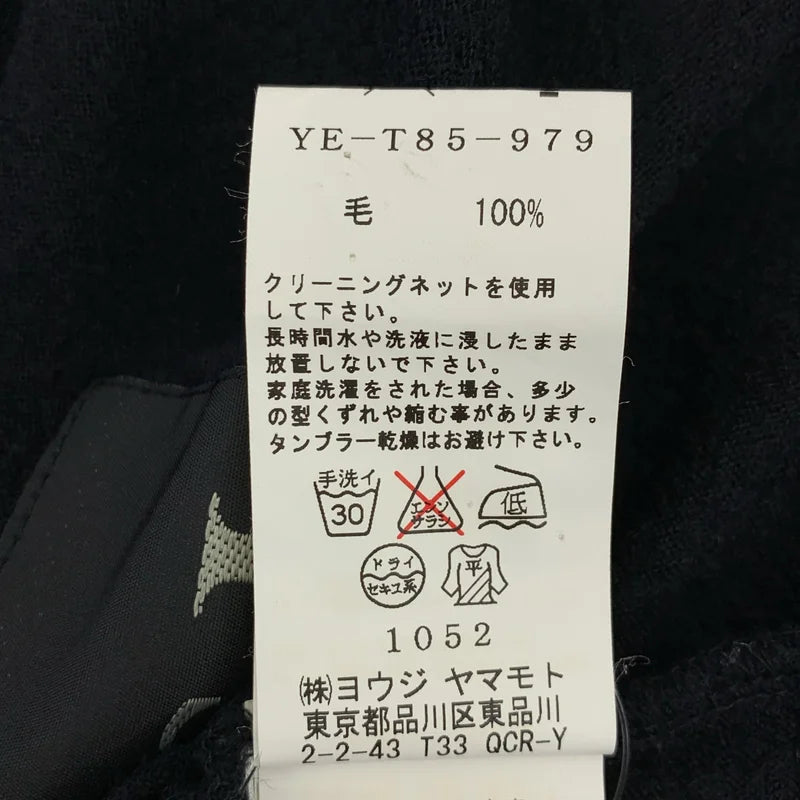 YE-T85-979
毛 100%
クリーニングネットを使用
して下さい。
長時間水や洗液に浸したまま
放置しないで下さい。
家庭洗濯をされた場合、多少
の型くずれや縮む事があります。
タンブラー乾燥はお避け下さい。
手洗イ
30
エンソ
サラシ
低
ドライ
セキユ系
平
1052
㈱ヨウジ ヤマモト
東京都品川区東品川
2-2-43 T33 QCR-Y